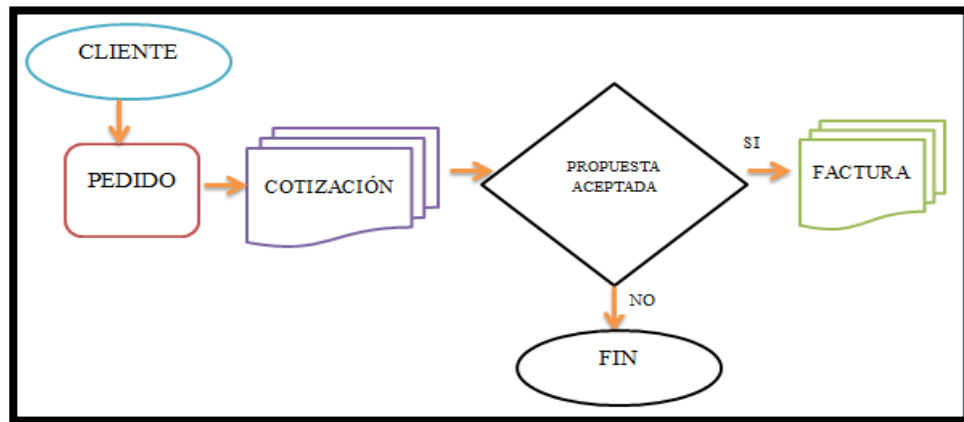 CLIENTE
PEDIDO
COTIZACIÓN
PROPUESTA
ACEPTADA
SI
FACTURA
NO
FIN